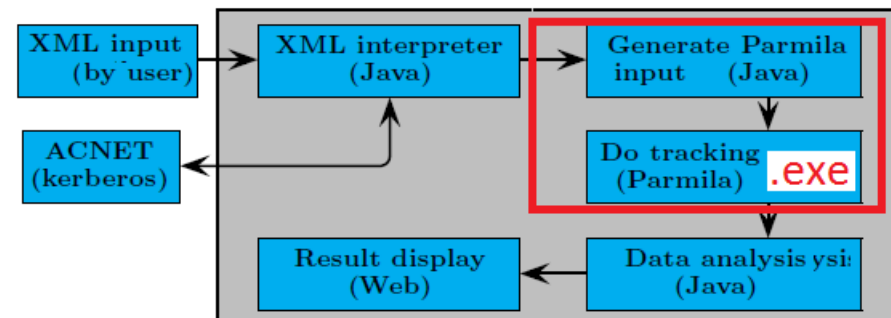 XML input
(by user)
XML interpreter
(Java)
Generate Parmila
input (Java)
ACNET
(kerberos)
Do tracking
(Parmila)
.exe
Result display
(Web)
Data analysis ysis
(Java)